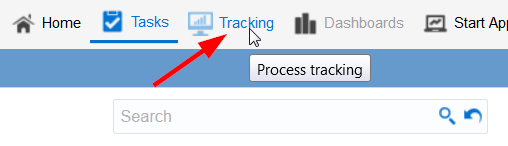 Home Tasks Tracking Dashboards Start App
Process tracking
Search